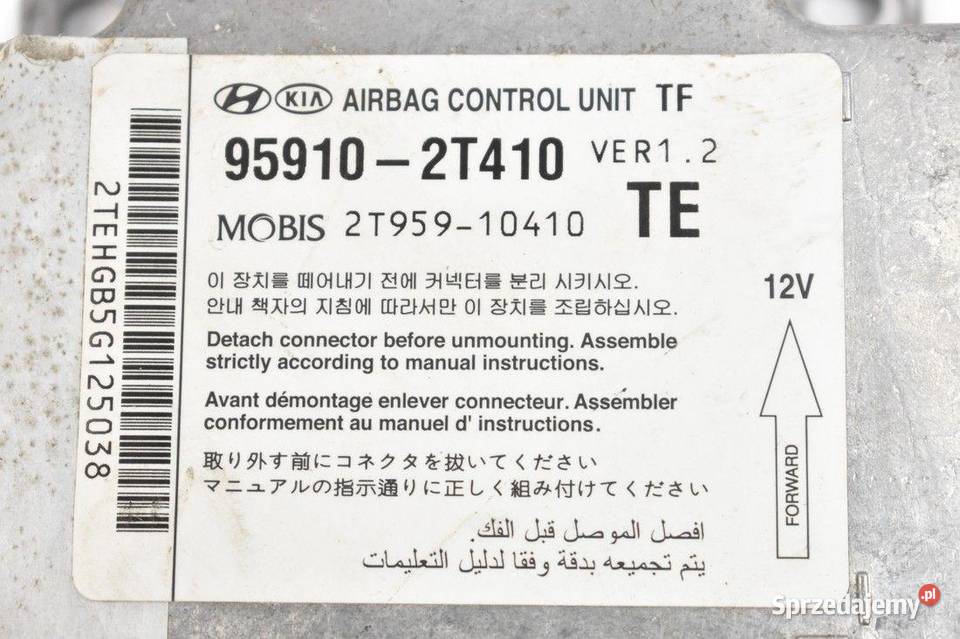 HYUNDAI KIA AIRBAG CONTROL UNIT TF
95910-2T410 VER1.2
MOBIS 2T959-10410 TE
이 장치를 떼어내기 전에 커넥터를 분리 시키시오.
안내 책자의 지침에 따라서만 이 장치를 조립하십시오.
Detach connector before unmounting. Assemble
strictly according to manual instructions.
Avant démontage enlever connecteur. Assembler
conformement au manuel d' instructions.
取り外す前にコネクタを抜いてください
マニュアルの指示通りに正しく組み付けてください
افصل الموصل قبل الفك.
يتم تجميعه بدقة وفقا لدليل التعليمات
12V
FORWARD
2TEHGB5G125038
Sprzedajemy.pl